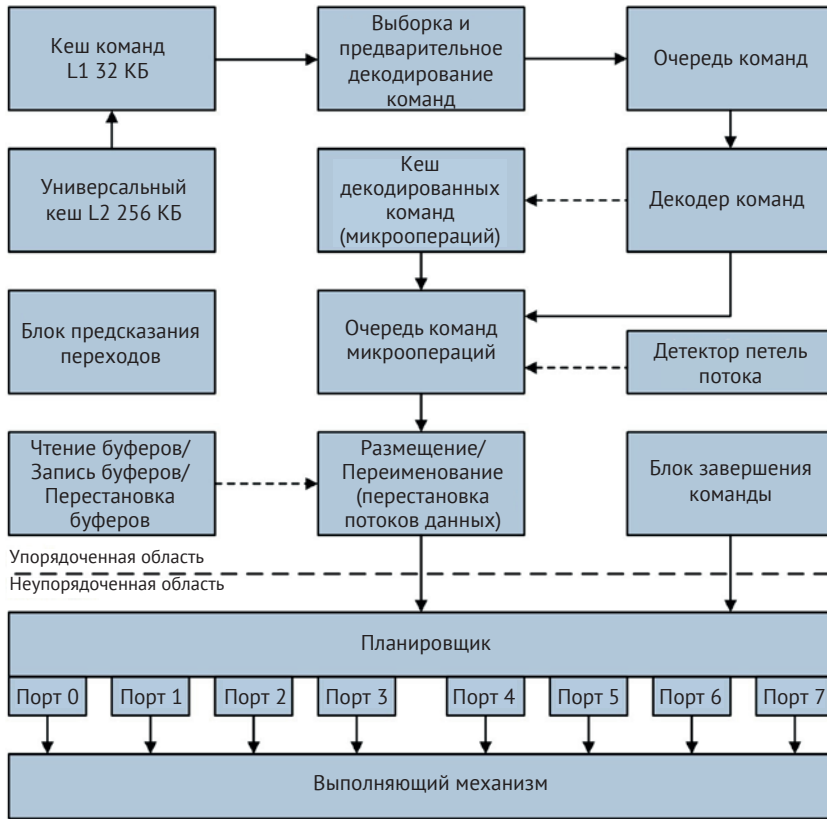 Кеш команд
L1 32 КБ
Выборка и
предварительное
декодирование
команд
Очередь команд
Универсальный
кеш L2 256 КБ
Кеш
декодированных
команд
(микроопераций)
Декодер команд
Блок предсказания
переходов
Очередь команд
микроопераций
Детектор петель
потока
Чтение буферов/
Запись буферов/
Перестановка
буферов
Размещение/
Переименование
(перестановка
потоков данных)
Блок завершения
команды
Упорядоченная область
Неупорядоченная область
Планировщик
Порт 0
Порт 1
Порт 2
Порт 3
Порт 4
Порт 5
Порт 6
Порт 7
Выполняющий механизм